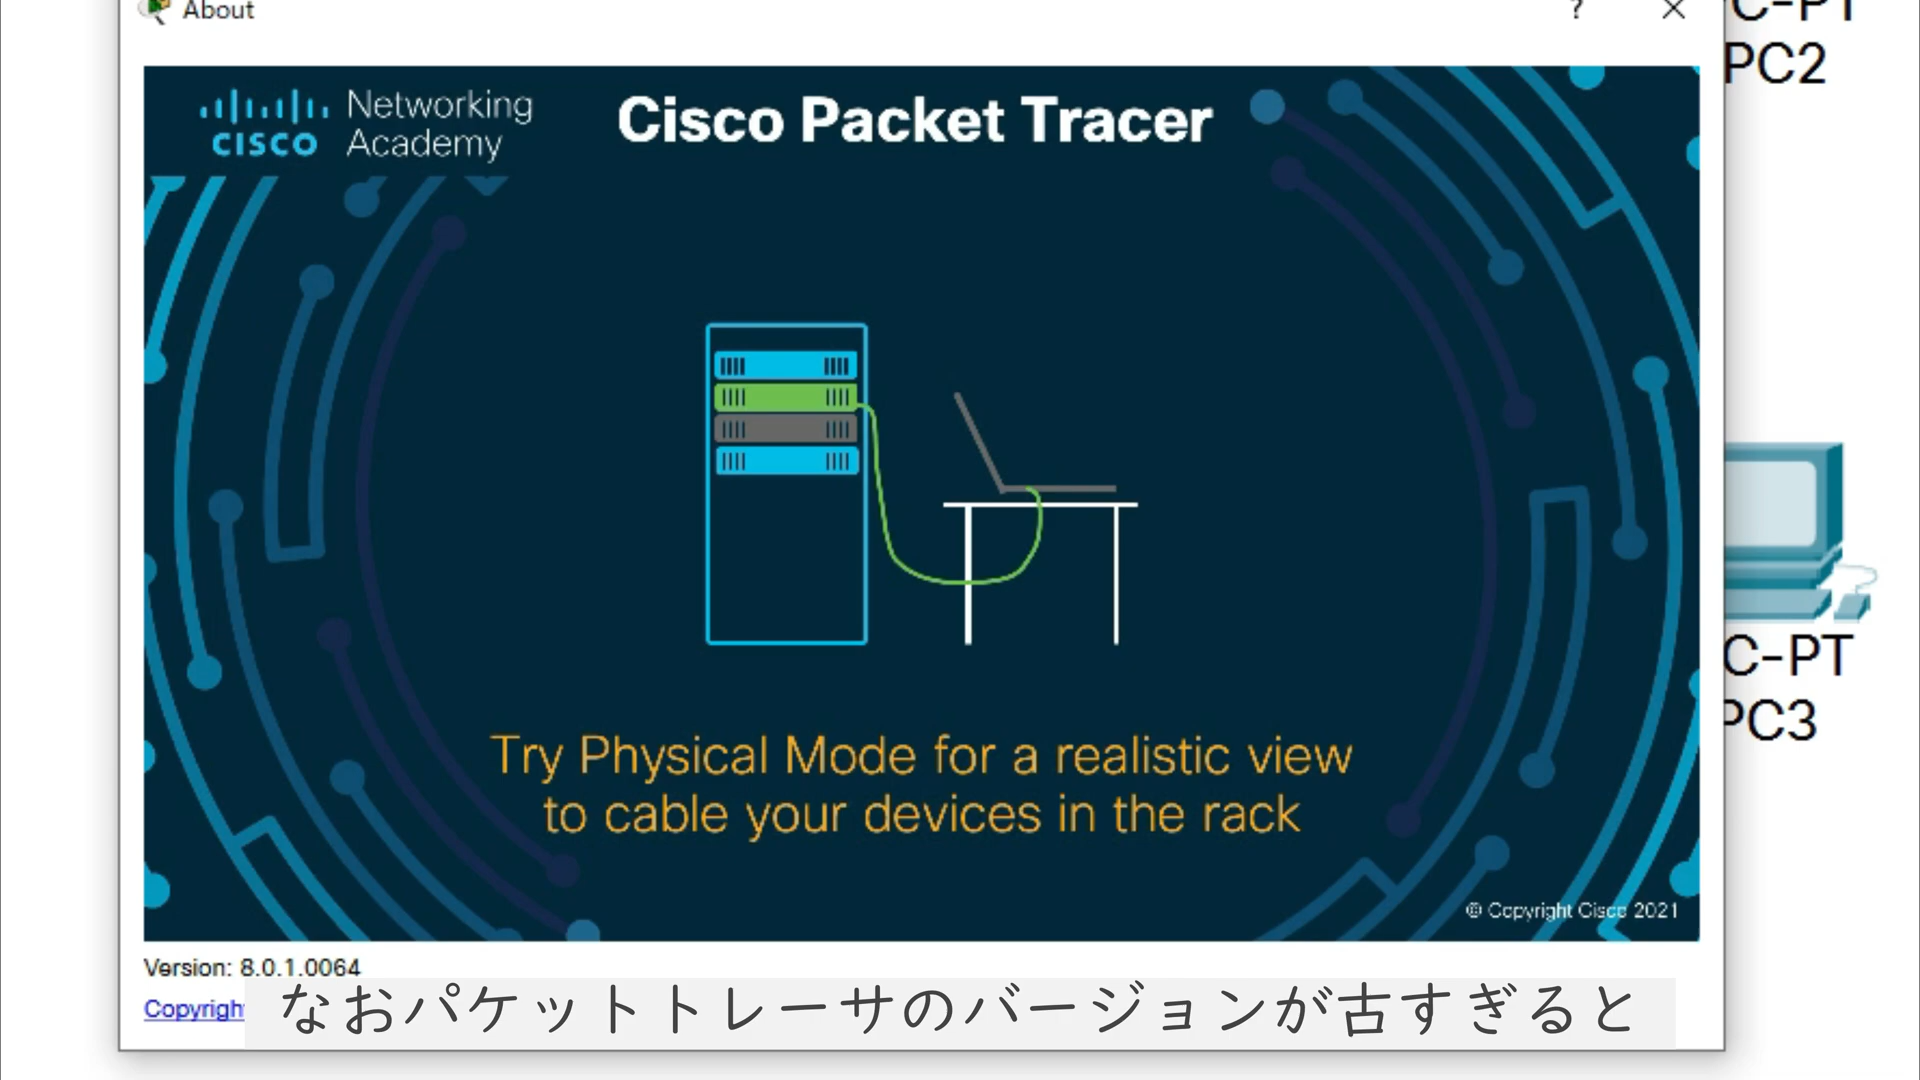 About
?
C-PT
PC2
CISCO
Networking
Academy
Cisco Packet Tracer
C-PT
PC3
Try Physical Mode for a realistic view
to cable your devices in the rack
© Copyright Cisco 2021
Version: 8.0.1.0064
Copyrigh
なおパケットトレーサのバージョンが古すぎると